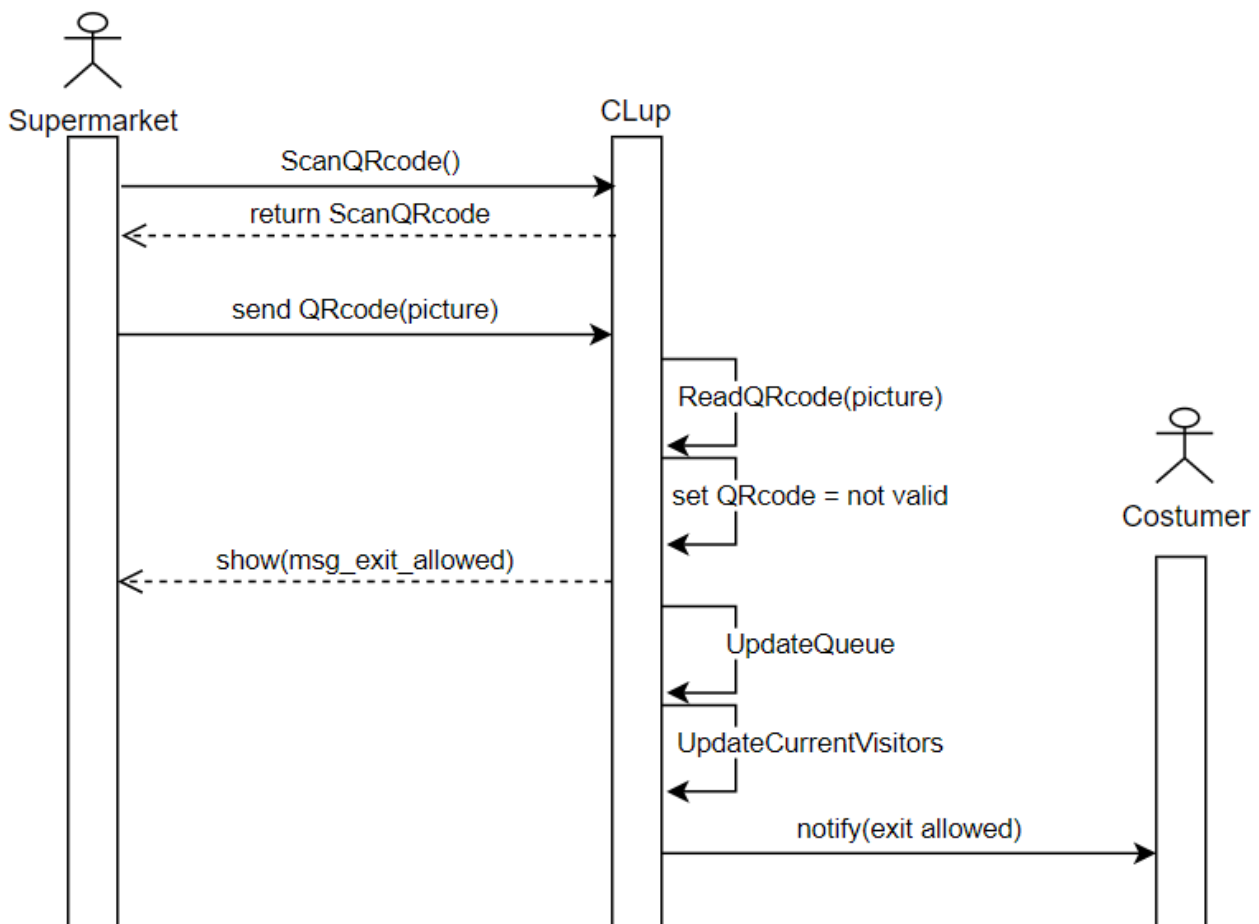 Supermarket
CLup
ScanQRcode()
return ScanQRcode
send QRcode(picture)
ReadQRcode(picture)
set QRcode = not valid
Costumer
show(msg_exit_allowed)
UpdateQueue
UpdateCurrentVisitors
notify(exit allowed)